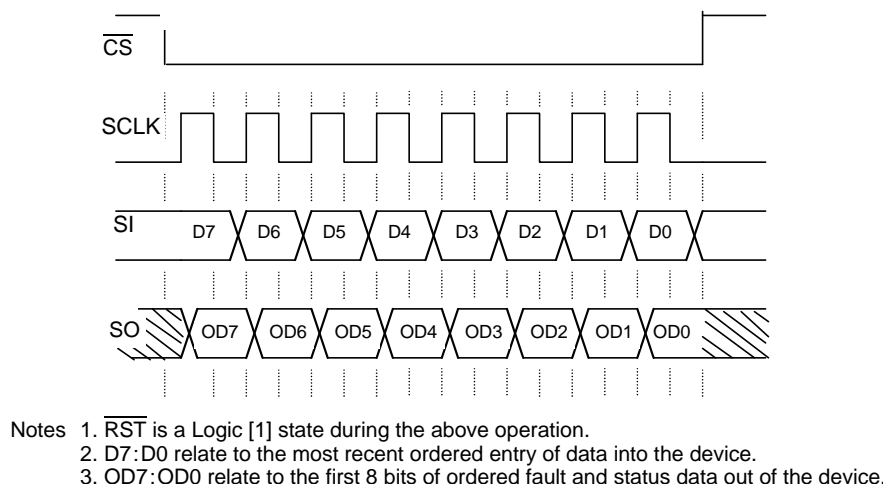 CS
SCLK
SI D7 D6 D5 D4 D3 D2 D1 D0
SO OD7 OD6 OD5 OD4 OD3 OD2 OD1 OD0
Notes 1. RST is a Logic [1] state during the above operation.
2. D7:D0 relate to the most recent ordered entry of data into the device.
3. OD7:OD0 relate to the first 8 bits of ordered fault and status data out of the device.